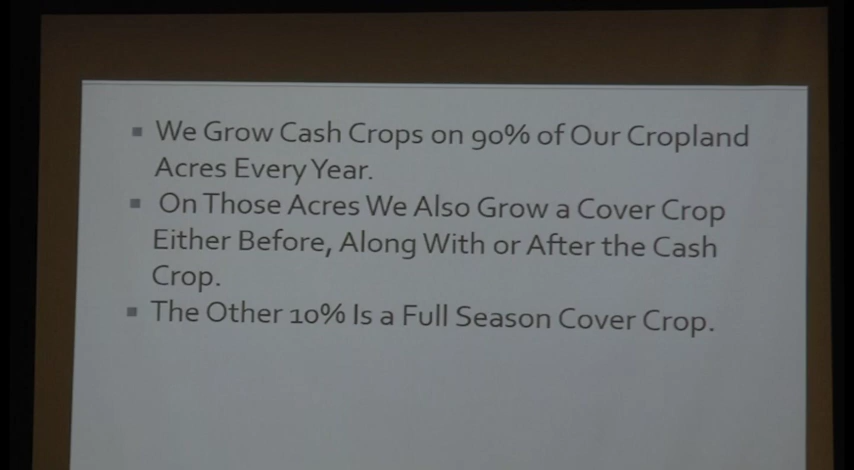 ▪ We Grow Cash Crops on 90% of Our Cropland
Acres Every Year.
▪ On Those Acres We Also Grow a Cover Crop
Either Before, Along With or After the Cash
Crop.
▪ The Other 10% Is a Full Season Cover Crop.